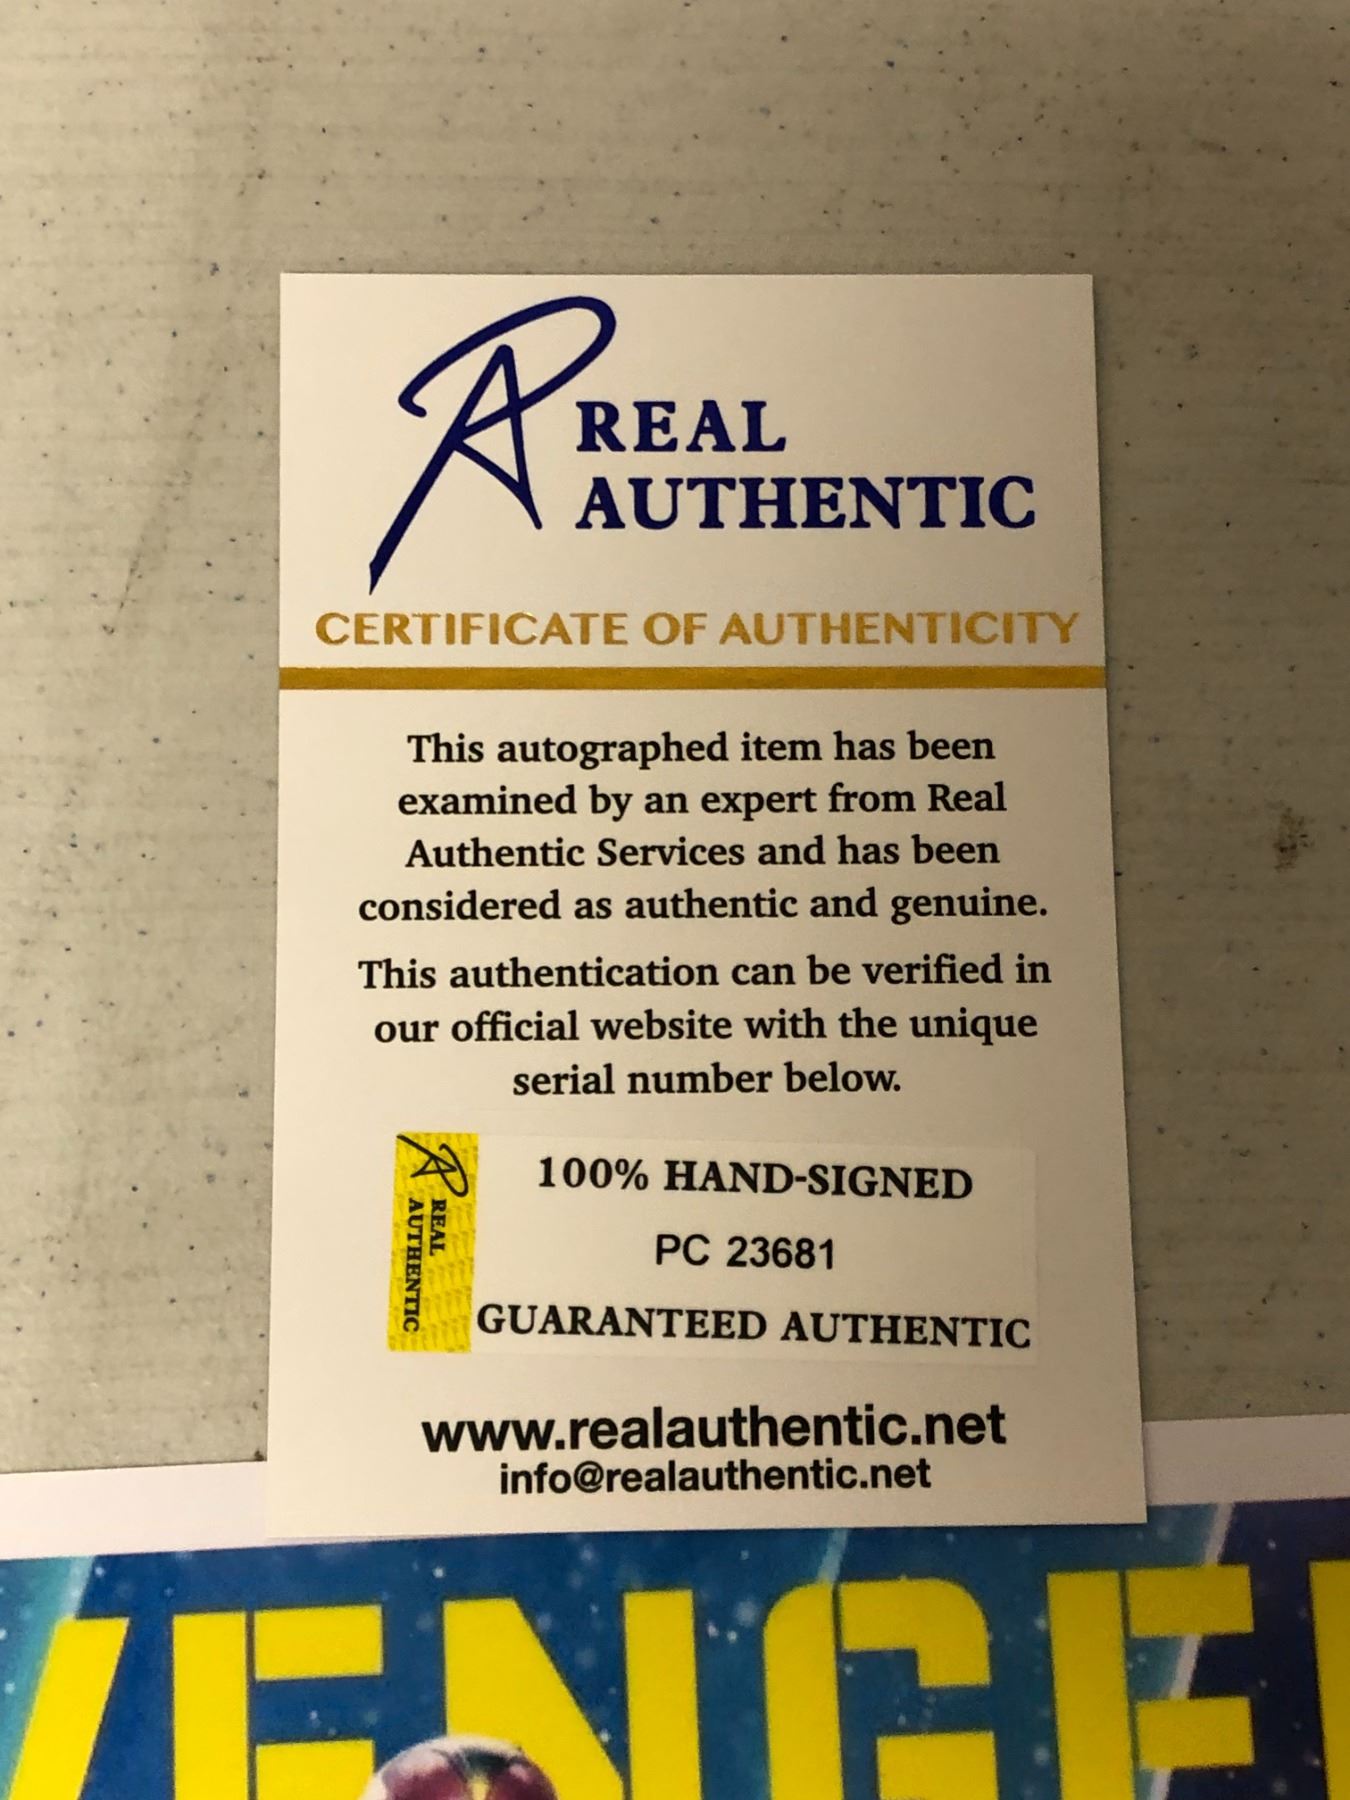 REAL
AUTHENTIC
CERTIFICATE OF AUTHENTICITY
This autographed item has been
examined by an expert from Real
Authentic Services and has been
considered as authentic and genuine.
This authentication can be verified in
our official website with the unique
serial number below.
REAL
AUTHENTIC
100% HAND-SIGNED
PC 23681
GUARANTEED AUTHENTIC
www.realauthentic.net
info@realauthentic.net
VENGE